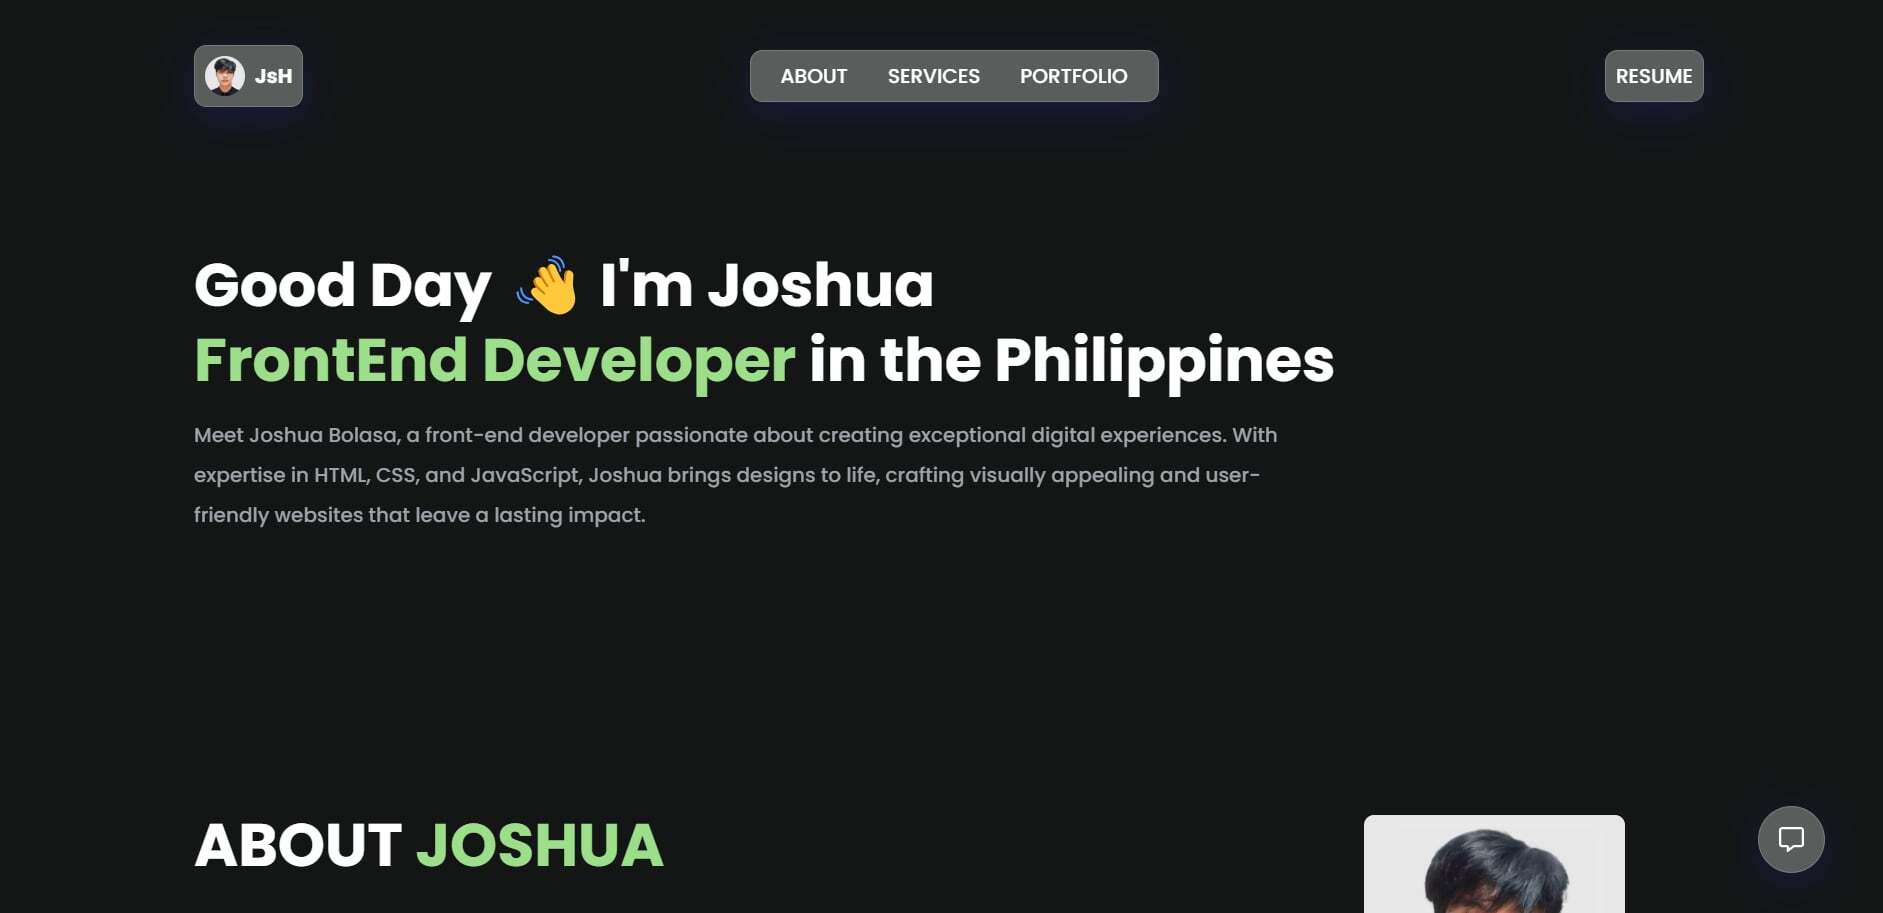 JsH
ABOUT SERVICES PORTFOLIO
RESUME
Good Day 👋 I'm Joshua
FrontEnd Developer in the Philippines
Meet Joshua Bolasa, a front-end developer passionate about creating exceptional digital experiences. With
expertise in HTML, CSS, and JavaScript, Joshua brings designs to life, crafting visually appealing and user-
friendly websites that leave a lasting impact.
ABOUT JOSHUA